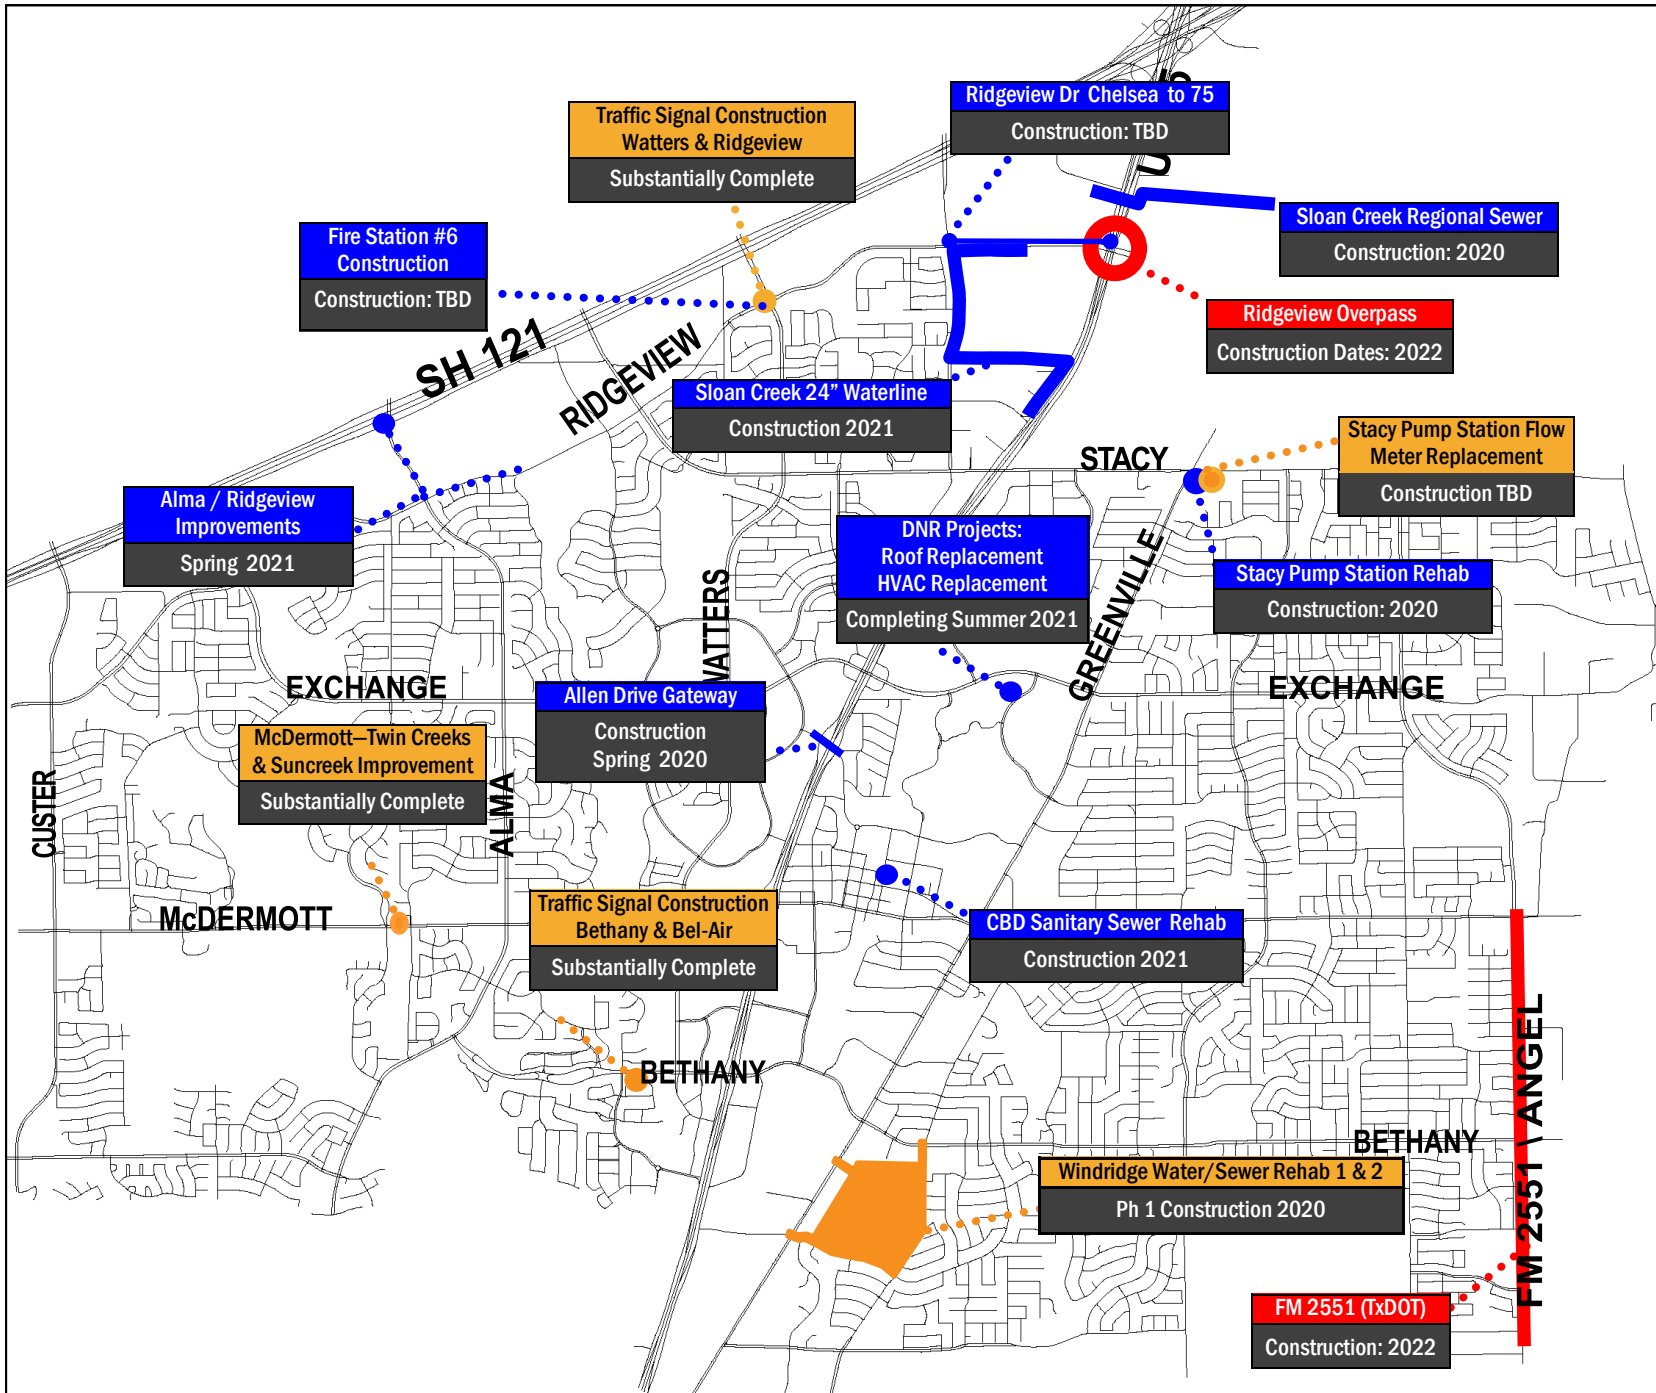 Ridgeview Dr Chelsea to 75
Construction: TBD
Traffic Signal Construction
Watters & Ridgeview
Substantially Complete
Sloan Creek Regional Sewer
Construction: 2020
Fire Station #6
Construction
Construction: TBD
Ridgeview Overpass
Construction Dates: 2022
SH 121
RIDGEVIEW
Sloan Creek 24” Waterline
Construction 2021
STACY
Stacy Pump Station Flow
Meter Replacement
Construction TBD
Alma / Ridgeview
Improvements
Spring 2021
DNR Projects:
Roof Replacement
HVAC Replacement
Completing Summer 2021
GREENVILLE
Stacy Pump Station Rehab
Construction: 2020
WATTERS
EXCHANGE
EXCHANGE
Allen Drive Gateway
Construction
Spring 2020
McDermott—Twin Creeks
& Suncreek Improvement
Substantially Complete
CUSTER
ALMA
McDERMOTT
Traffic Signal Construction
Bethany & Bel-Air
Substantially Complete
CBD Sanitary Sewer Rehab
Construction 2021
BETHANY
BETHANY
FM 2551 \ ANGEL
Windridge Water/Sewer Rehab 1 & 2
Ph 1 Construction 2020
FM 2551 (TxDOT)
Construction: 2022